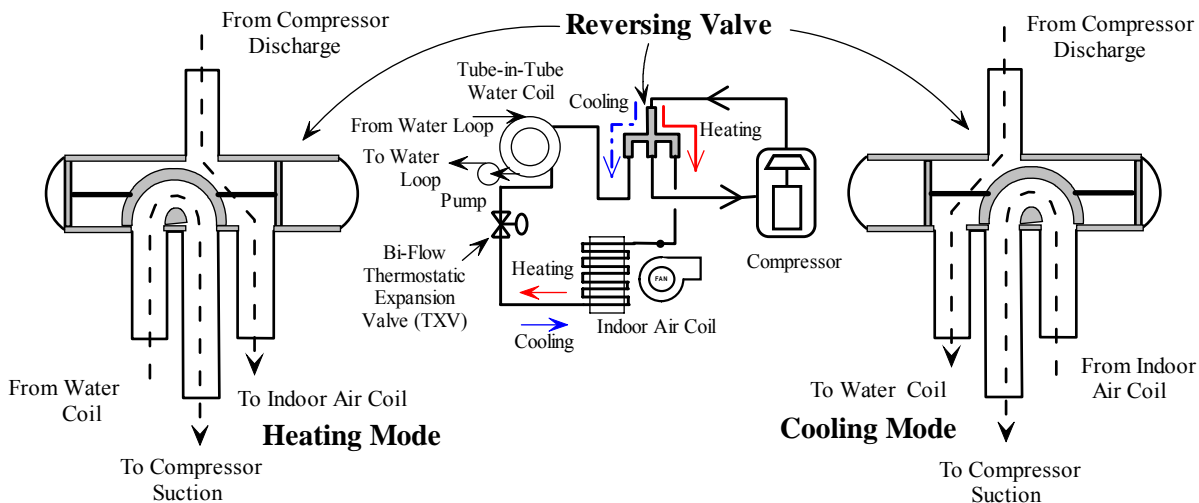 From Compressor
Discharge
Reversing Valve
From Compressor
Discharge
Tube-in-Tube
Water Coil
Cooling
From Water Loop
Heating
To Water
Loop
Pump
Bi-Flow
Thermostatic
Expansion
Valve (TXV)
Heating
Cooling
FAN
Indoor Air Coil
Compressor
From Water
Coil
To Indoor Air Coil
Heating Mode
To Compressor
Suction
To Water Coil
From Indoor
Air Coil
Cooling Mode
To Compressor
Suction